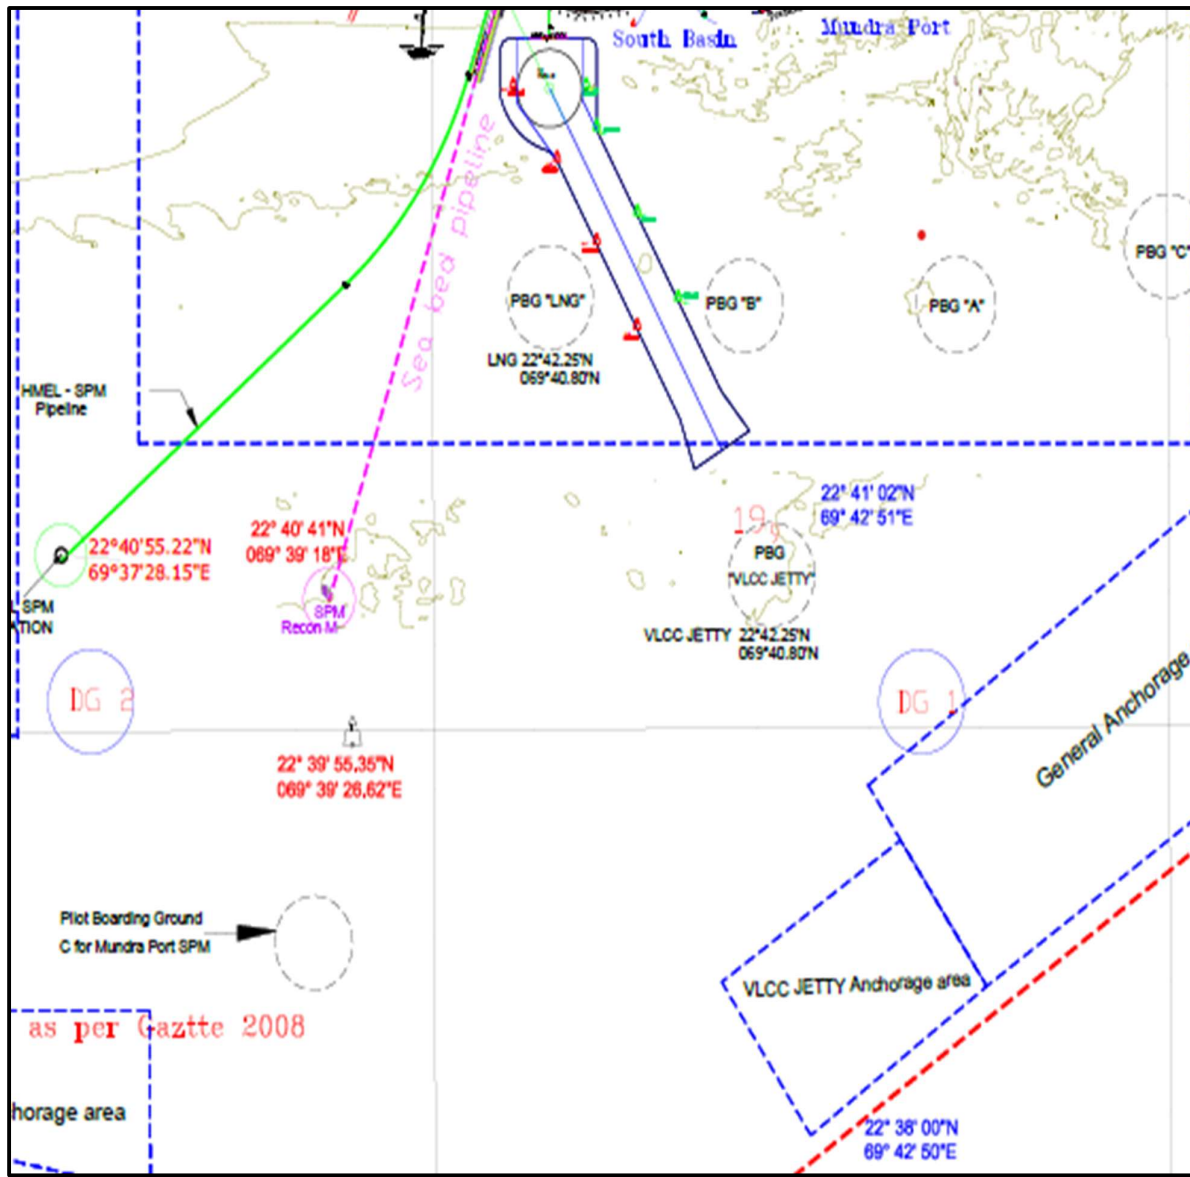 South Basin
Mundra Port
Sea bed pipeline
PBG "C"
PBG "LNG"
PBG "B"
PBG "A"
LNG 22°42.25'N
069°40.80'N
HMEL - SPM
Pipeline
22° 41' 02"N
69° 42' 51"E
22° 40' 41"N
069° 39' 18"E
19
22°40'55.22"N
69°37'28.15"E
PBG
"VLCC JETTY"
SPM
TION
SPM
Recon M
VLCC JETTY 22°42.25'N
069°40.80'N
DG 2
DG 1
General Anchorage
22° 39' 55.35"N
069° 39' 26.62"E
Pilot Boarding Ground
C for Mundra Port SPM
VLCC JETTY Anchorage area
as per Gaztte 2008
horage area
22° 38' 00"N
69° 42' 50"E